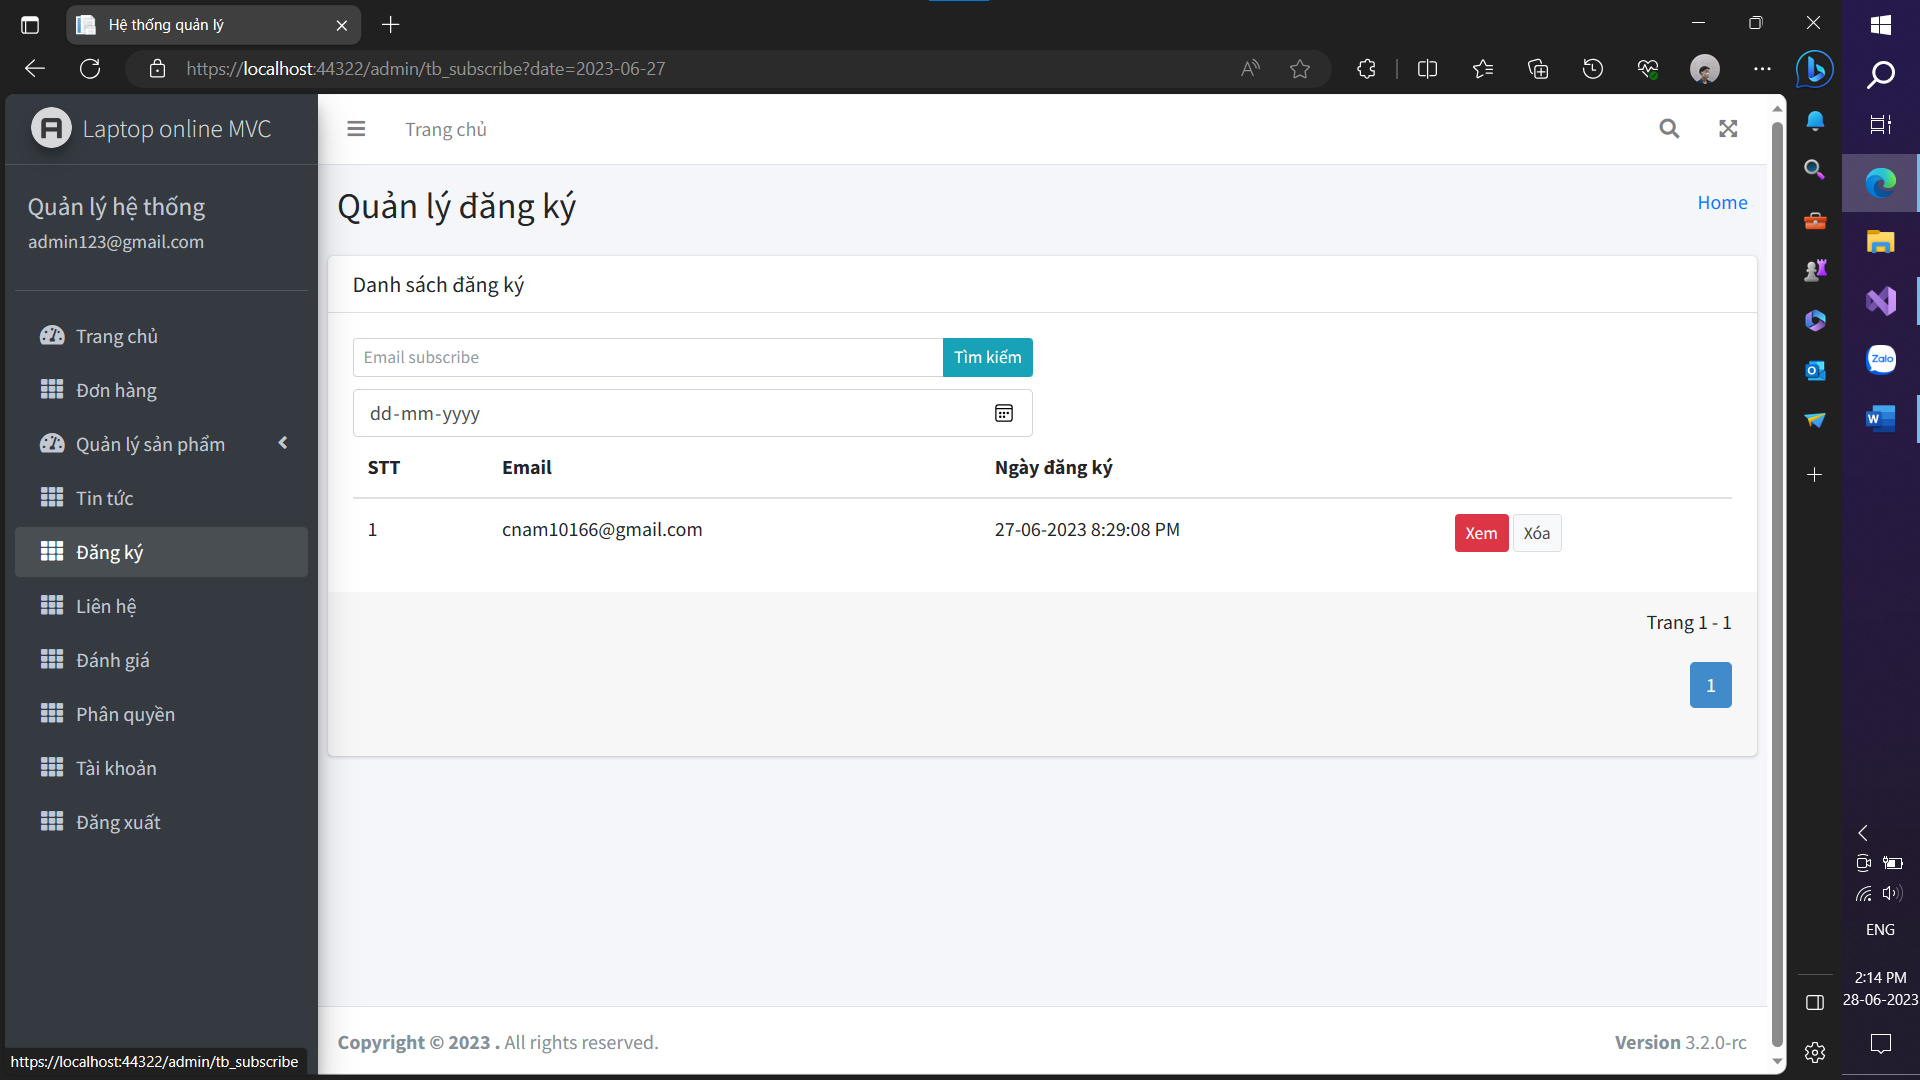 Hệ thống quản lý
https://localhost:44322/admin/tb_subscribe?date=2023-06-27
Laptop online MVC
Trang chủ
Quản lý hệ thống
admin123@gmail.com
Trang chủ
Đơn hàng
Quản lý sản phẩm
Tin tức
Đăng ký
Liên hệ
Đánh giá
Phân quyền
Tài khoản
Đăng xuất
Quản lý đăng ký
Home
Danh sách đăng ký
Email subscribe
Tìm kiếm
dd-mm-yyyy
STT Email Ngày đăng ký
1 cnam10166@gmail.com 27-06-2023 8:29:08 PM Xem Xóa
Trang 1 - 1
1
Copyright © 2023 . All rights reserved.
Version 3.2.0-rc
https://localhost:44322/admin/tb_subscribe
Zalo
ENG
2:14 PM
28-06-2023